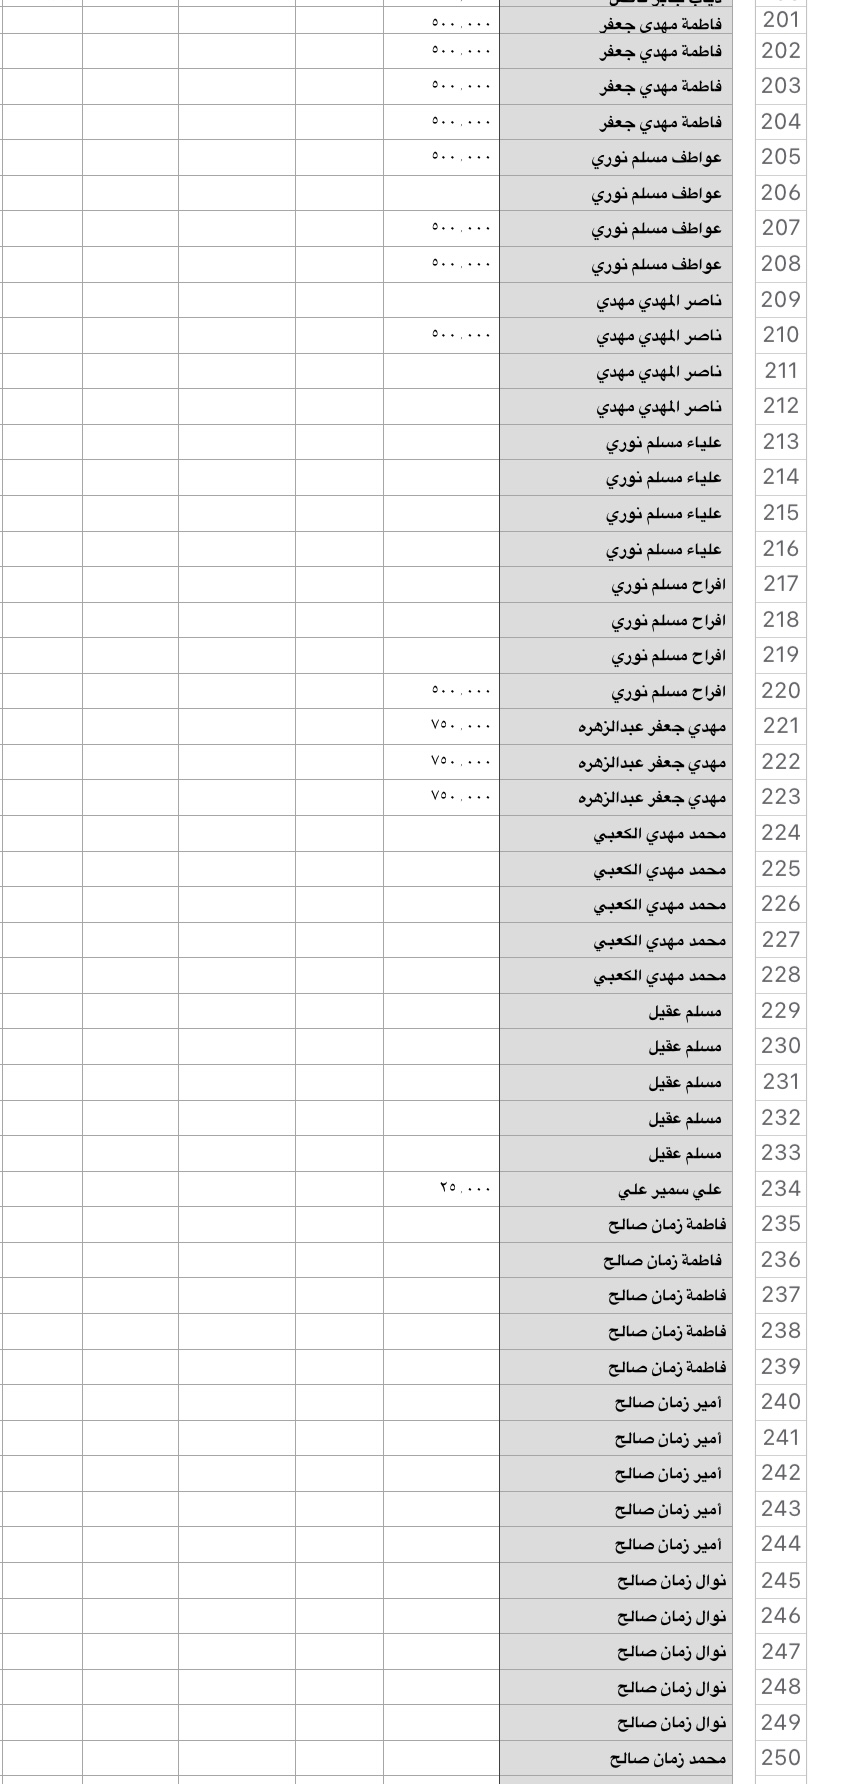 201 فاطمة مهدي جعفر ٥٠٠,٠٠٠
202 فاطمة مهدي جعفر ٥٠٠,٠٠٠
203 فاطمة مهدي جعفر ٥٠٠,٠٠٠
204 فاطمة مهدي جعفر ٥٠٠,٠٠٠
205 عواطف مسلم نوري ٥٠٠,٠٠٠
206 عواطف مسلم نوري
207 عواطف مسلم نوري ٥٠٠,٠٠٠
208 عواطف مسلم نوري ٥٠٠,٠٠٠
209 ناصر المهدي مهدي
210 ناصر المهدي مهدي ٥٠٠,٠٠٠
211 ناصر المهدي مهدي
212 ناصر المهدي مهدي
213 علياء مسلم نوري
214 علياء مسلم نوري
215 علياء مسلم نوري
216 علياء مسلم نوري
217 افراح مسلم نوري
218 افراح مسلم نوري
219 افراح مسلم نوري
220 افراح مسلم نوري ٥٠٠,٠٠٠
221 مهدي جعفر عبدالزهره ٧٥٠,٠٠٠
222 مهدي جعفر عبدالزهره ٧٥٠,٠٠٠
223 مهدي جعفر عبدالزهره ٧٥٠,٠٠٠
224 محمد مهدي الكعبي
225 محمد مهدي الكعبي
226 محمد مهدي الكعبي
227 محمد مهدي الكعبي
228 محمد مهدي الكعبي
229 مسلم عقيل
230 مسلم عقيل
231 مسلم عقيل
232 مسلم عقيل
233 مسلم عقيل
234 علي سمير علي ٢٥,٠٠٠
235 فاطمة زمان صالح
236 فاطمة زمان صالح
237 فاطمة زمان صالح
238 فاطمة زمان صالح
239 فاطمة زمان صالح
240 أمير زمان صالح
241 أمير زمان صالح
242 أمير زمان صالح
243 أمير زمان صالح
244 أمير زمان صالح
245 نوال زمان صالح
246 نوال زمان صالح
247 نوال زمان صالح
248 نوال زمان صالح
249 نوال زمان صالح
250 محمد زمان صالح